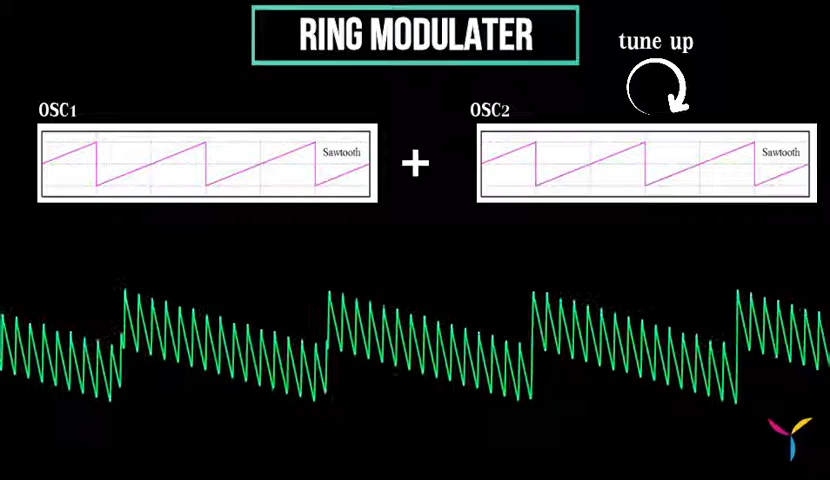 RING MODULATER
tune up
OSC1
OSC2
Sawtooth
+
Sawtooth